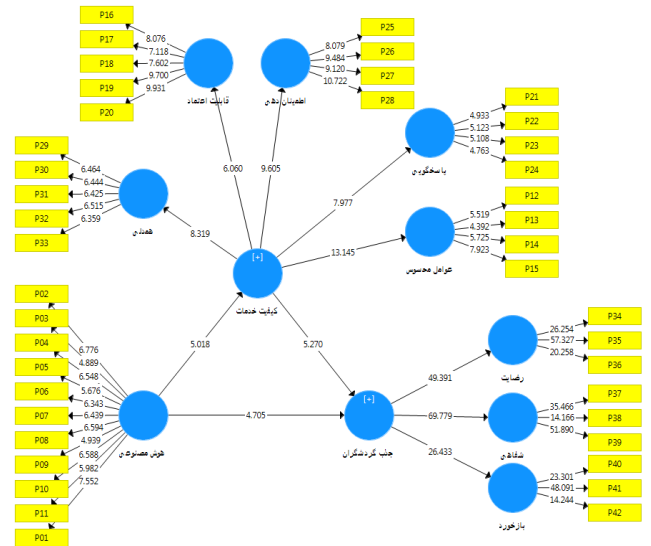 P16
P17
P18
P19
P20
8.076
7.118
7.602
9.700
9.931
قابلیت اعتماد
P25
P26
P27
P28
8.079
9.484
9.120
10.722
اطمینان دهی
P21
P22
P23
P24
4.933
5.123
5.108
4.763
پاسخگویی
P29
P30
P31
P32
P33
6.464
6.444
6.425
6.515
6.359
همدلی
6.060
9.605
7.977
8.319
13.145
P12
P13
P14
P15
5.519
4.392
5.725
7.923
عوامل محسوس
[+]
کیفیت خدمات
P02
P03
P04
P05
P06
P07
P08
P09
P10
P11
P01
6.776
4.889
6.548
5.676
6.343
6.439
6.594
4.939
6.588
5.982
7.552
هوش مصنوعی
5.018
5.270
4.705
[+]
جذب گردشگران
49.391
69.779
26.433
P34
P35
P36
26.254
57.327
20.258
رضایت
P37
P38
P39
35.466
14.166
51.890
شفاهی
P40
P41
P42
23.301
48.091
14.244
بازخورد